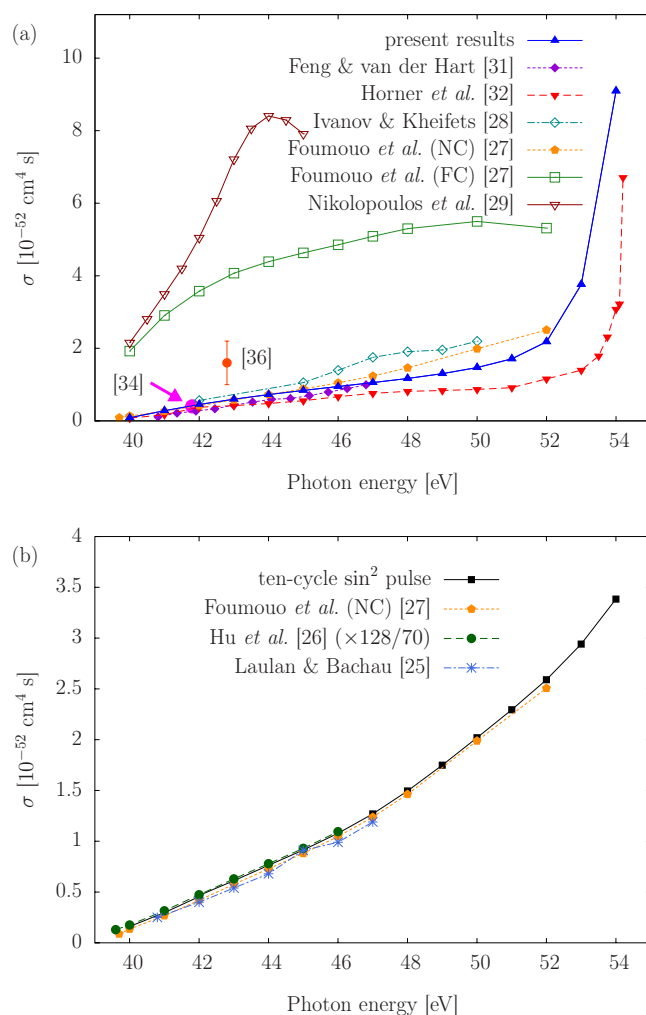 (a)
10
8
6
4
2
0
σ [10⁻⁵² cm⁴ s]
present results
Feng & van der Hart [31]
Horner et al. [32]
Ivanov & Kheifets [28]
Foumouo et al. (NC) [27]
Foumouo et al. (FC) [27]
Nikolopoulos et al. [29]
[36]
[34]
40 42 44 46 48 50 52 54
Photon energy [eV]
(b)
4
3.5
3
2.5
2
1.5
1
0.5
0
σ [10⁻⁵² cm⁴ s]
ten-cycle sin² pulse
Foumouo et al. (NC) [27]
Hu et al. [26] (×128/70)
Laulan & Bachau [25]
40 42 44 46 48 50 52 54
Photon energy [eV]